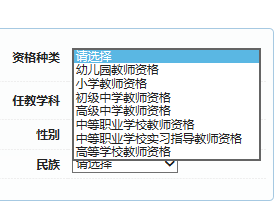 资格种类
请选择
幼儿园教师资格
小学教师资格
初级中学教师资格
任教学科
高级中学教师资格
中等职业学校教师资格
性别
中等职业学校实习指导教师资格
高等学校教师资格
民族
请选择